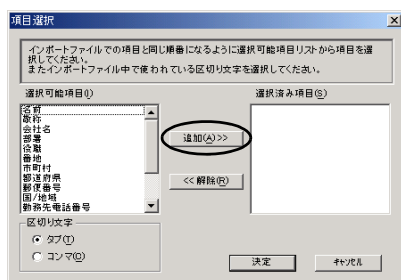 項目選択
インポートファイルでの項目と同じ順番になるように選択可能項目リストから項目を選
択してください。
またインポートファイル中で使われている区切り文字を選択してください。
選択可能項目(I)
選択済み項目(S)
名前
敬称
会社名
部署
役職
番地
市町村
都道府県
郵便番号
国/地域
勤務先電話番号
追加(A)>>
<<解除(R)
区切り文字
タブ(T)
コンマ(O)
決定
キャンセル